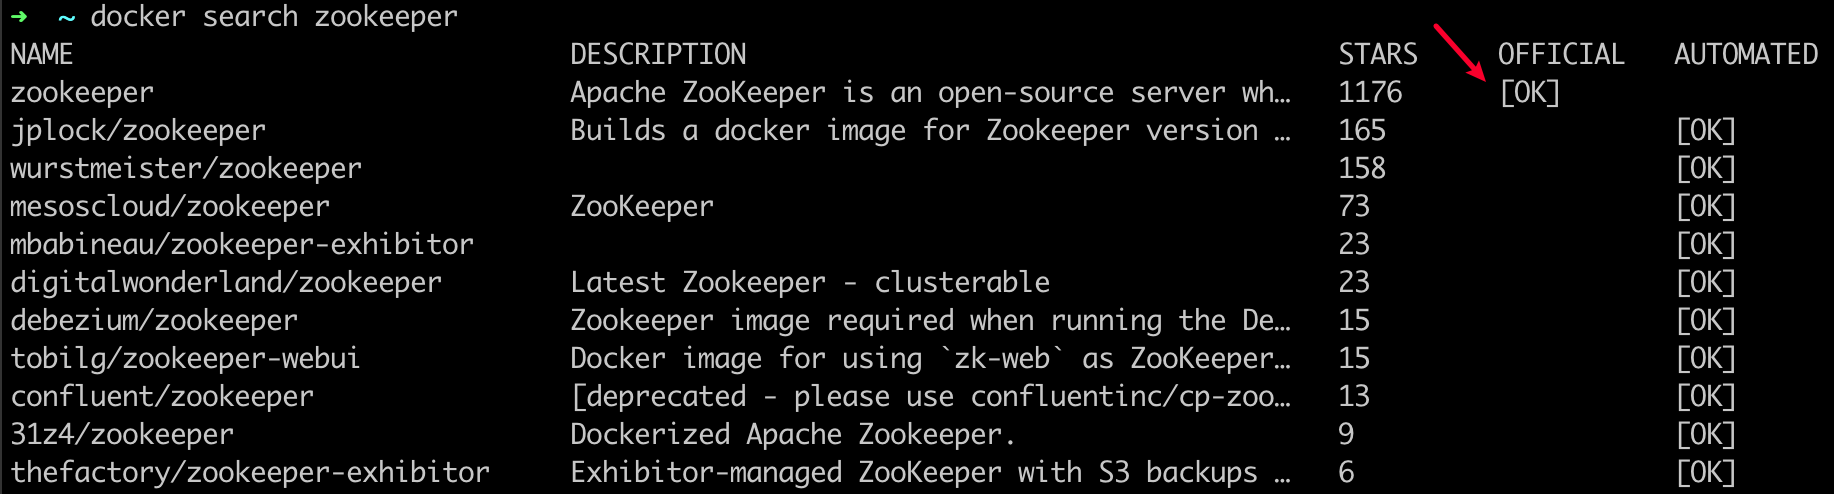 ➜  ~ docker search zookeeper
NAME DESCRIPTION STARS OFFICIAL AUTOMATED
zookeeper Apache ZooKeeper is an open-source server wh… 1176 [OK]
jplock/zookeeper Builds a docker image for Zookeeper version … 165 [OK]
wurstmeister/zookeeper 158 [OK]
mesoscloud/zookeeper ZooKeeper 73 [OK]
mbabineau/zookeeper-exhibitor 23 [OK]
digitalwonderland/zookeeper Latest Zookeeper - clusterable 23 [OK]
debezium/zookeeper Zookeeper image required when running the De… 15 [OK]
tobilg/zookeeper-webui Docker image for using `zk-web` as ZooKeeper… 15 [OK]
confluent/zookeeper [deprecated - please use confluentinc/cp-zoo… 13 [OK]
31z4/zookeeper Dockerized Apache Zookeeper. 9 [OK]
thefactory/zookeeper-exhibitor Exhibitor-managed ZooKeeper with S3 backups … 6 [OK]